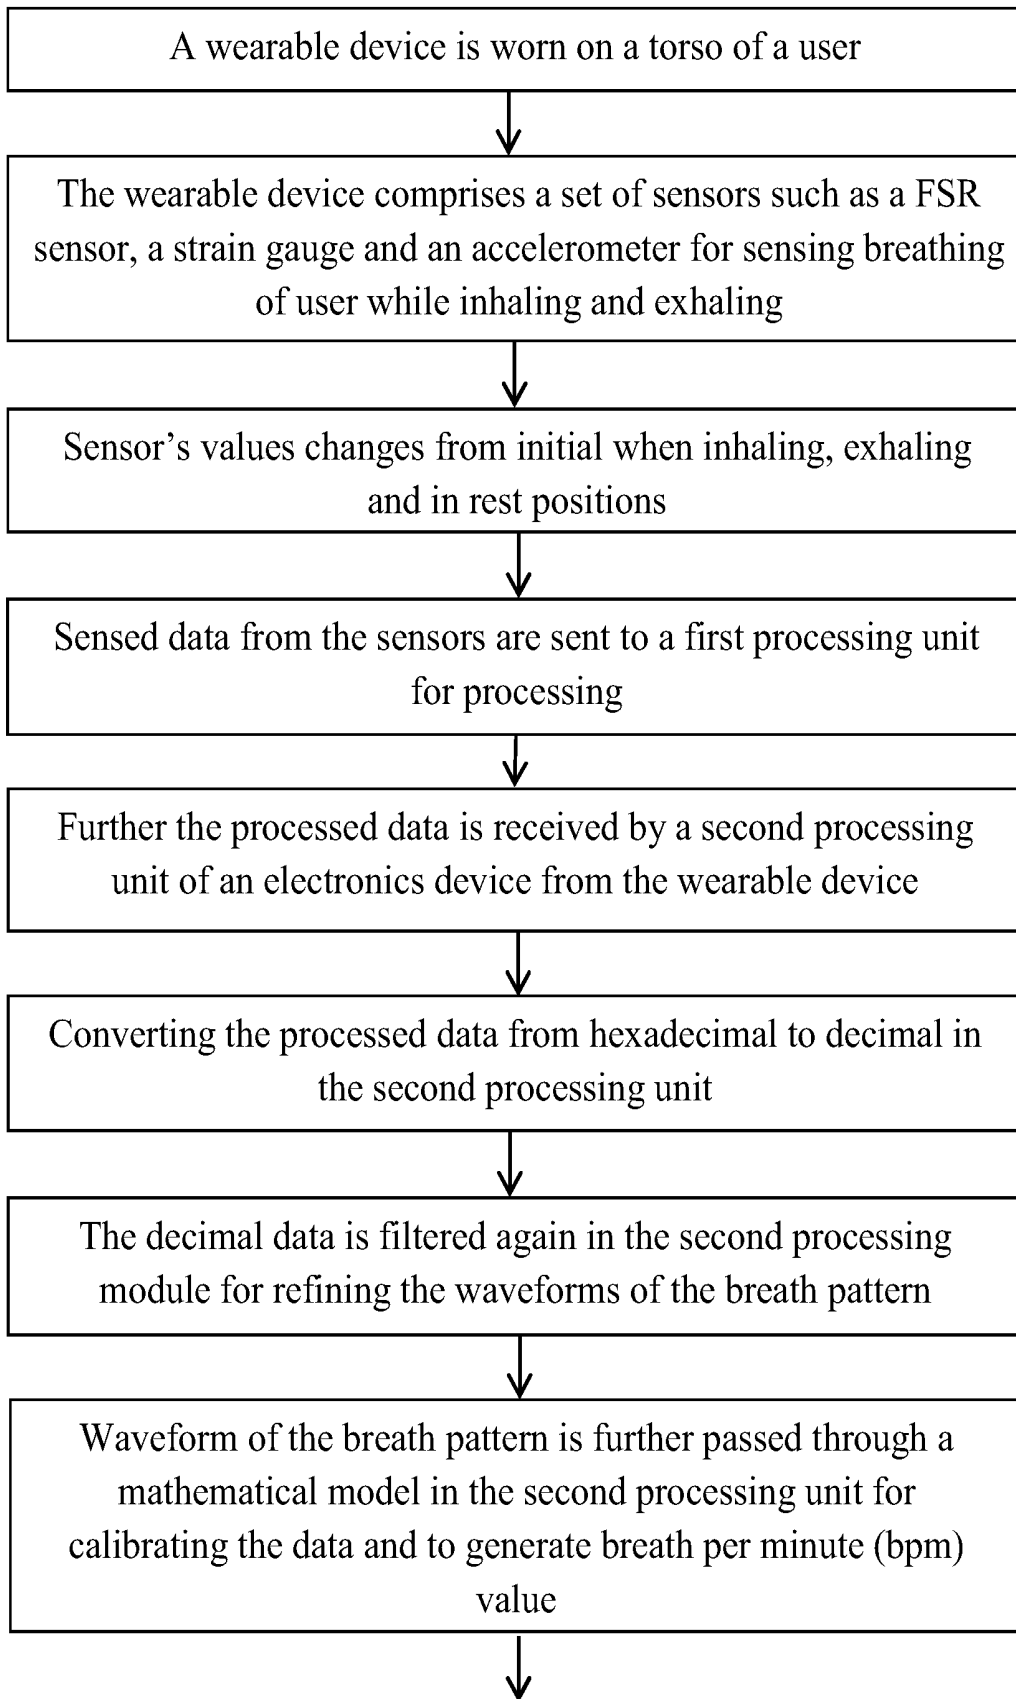 A wearable device is worn on a torso of a user
The wearable device comprises a set of sensors such as a FSR
sensor, a strain gauge and an accelerometer for sensing breathing
of user while inhaling and exhaling
Sensor’s values changes from initial when inhaling, exhaling
and in rest positions
Sensed data from the sensors are sent to a first processing unit
for processing
Further the processed data is received by a second processing
unit of an electronics device from the wearable device
Converting the processed data from hexadecimal to decimal in
the second processing unit
The decimal data is filtered again in the second processing
module for refining the waveforms of the breath pattern
Waveform of the breath pattern is further passed through a
mathematical model in the second processing unit for
calibrating the data and to generate breath per minute (bpm)
value